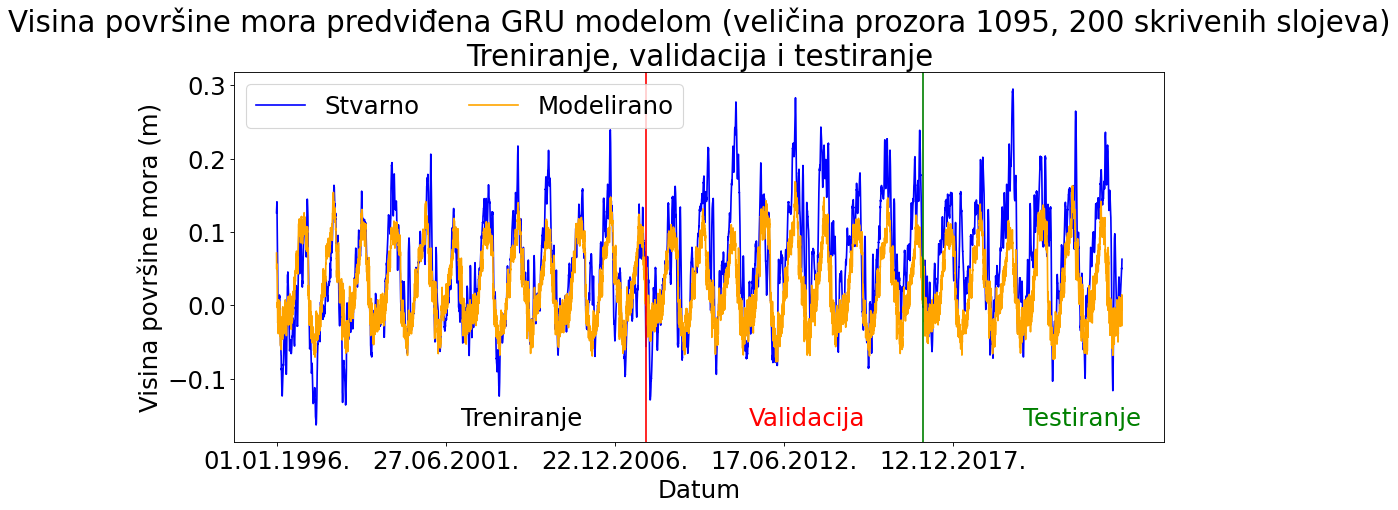 Visina površine mora predviđena GRU modelom (veličina prozora 1095, 200 skrivenih slojeva)
Treniranje, validacija i testiranje
Stvarno Modelirano
Visina površine mora (m)
0.3
0.2
0.1
0.0
−0.1
Treniranje Validacija Testiranje
01.01.1996. 27.06.2001. 22.12.2006. 17.06.2012. 12.12.2017.
Datum